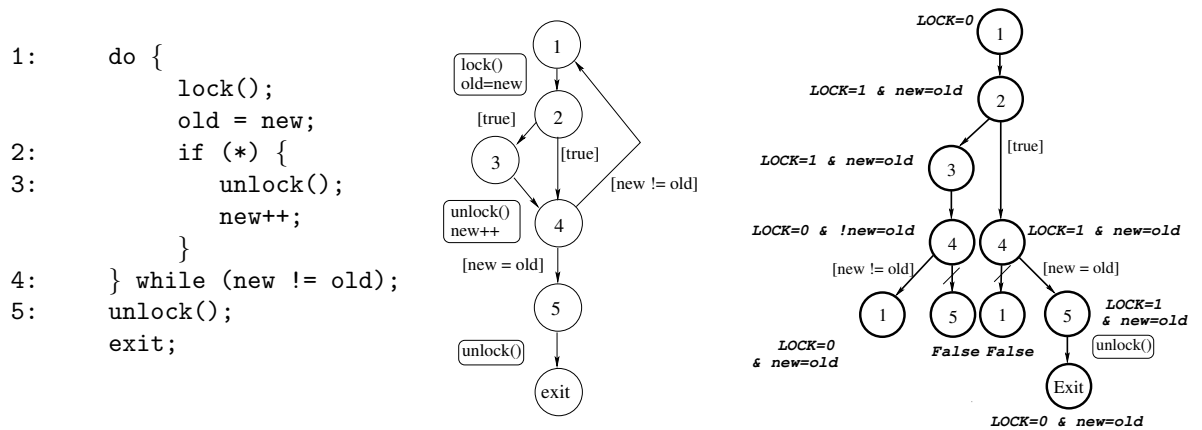 1: do {
lock();
old = new;
2: if (*) {
3: unlock();
new++;
}
4: } while (new != old);
5: unlock();
exit;
1
lock()
old=new
2
[true]
3
[true]
[new != old]
unlock()
new++
4
[new = old]
5
unlock()
exit
LOCK=0
1
LOCK=1 & new=old
2
[true]
LOCK=1 & new=old
3
LOCK=0 & !new=old
4
4
LOCK=1 & new=old
[new != old]
[new = old]
1
5
1
5
LOCK=1
& new=old
LOCK=0
& new=old
False
False
unlock()
Exit
LOCK=0 & new=old